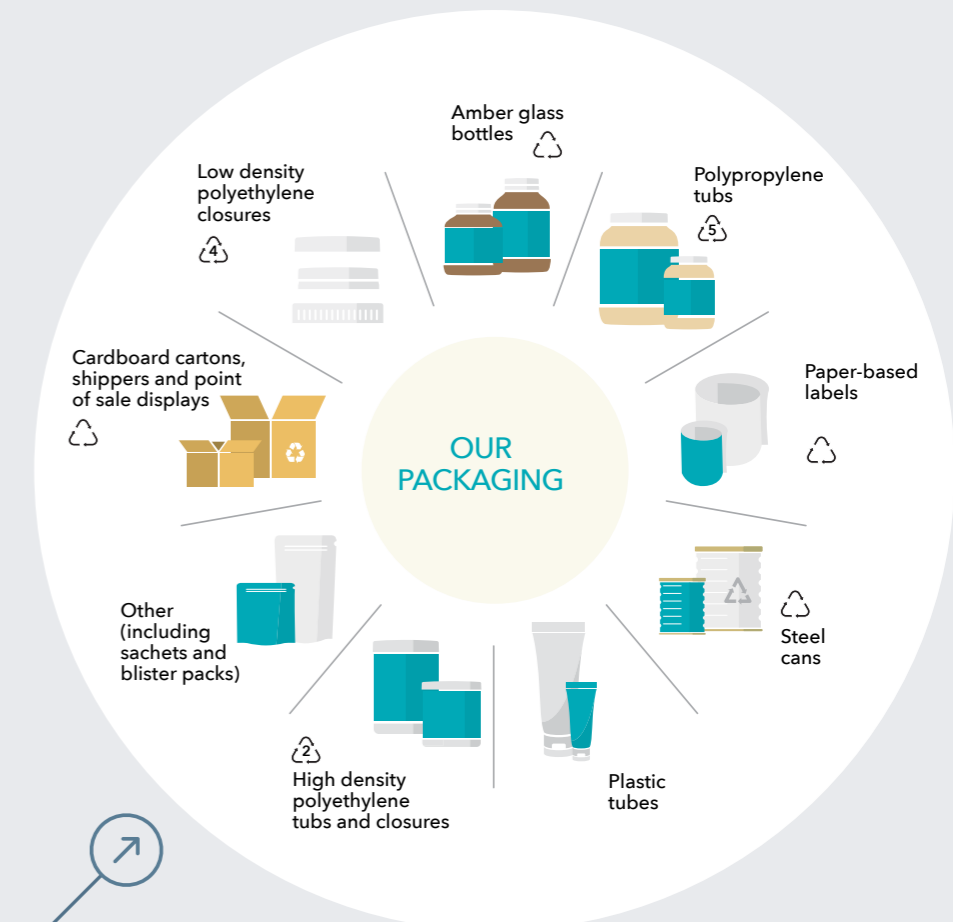 Amber glass
bottles
Polypropylene
tubs
5
Paper-based
labels
Steel
cans
Plastic
tubes
2
High density
polyethylene
tubs and closures
Other
(including
sachets and
blister packs)
Cardboard cartons,
shippers and point
of sale displays
Low density
polyethylene
closures
4
OUR
PACKAGING